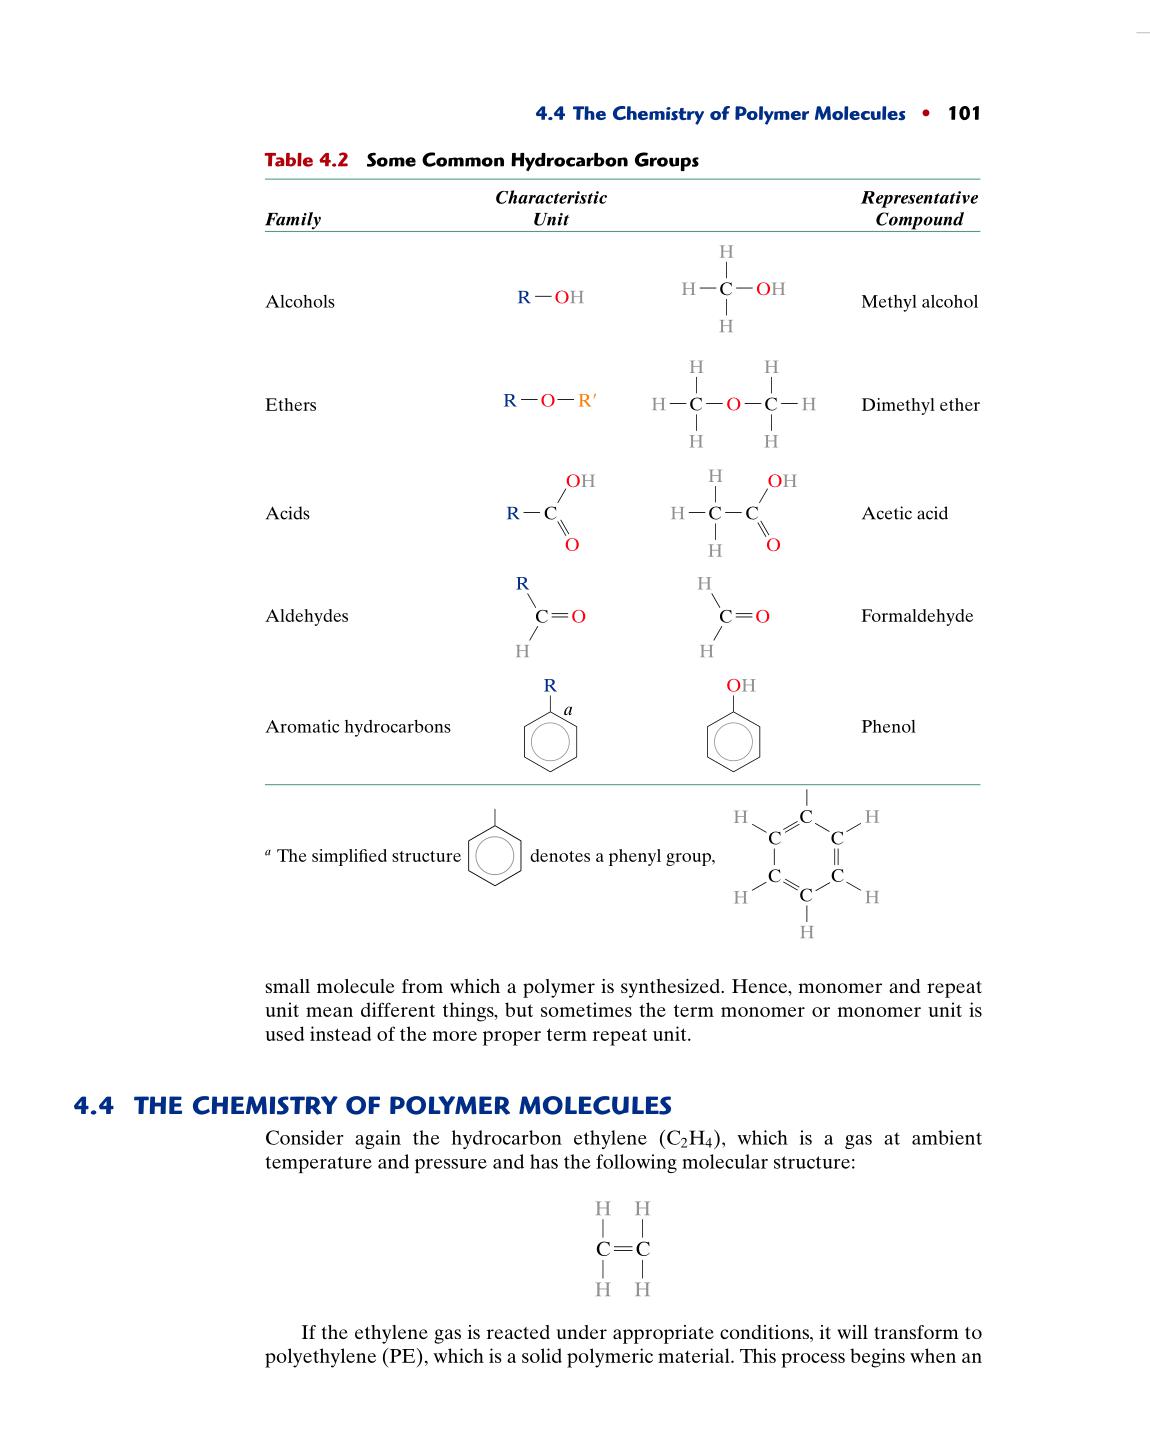 4.4 The Chemistry of Polymer Molecules • 101
Table 4.2 Some Common Hydrocarbon Groups
Characteristic Representative
Family Unit Compound
H
Alcohols R—OH H—C—OH Methyl alcohol
H
H H
Ethers R—O—R′ H—C—O—C—H Dimethyl ether
H H
OH H OH
Acids R—C H—C—C Acetic acid
O H O
R H
Aldehydes C=O C=O Formaldehyde
H H
R OH
a
Aromatic hydrocarbons Phenol
H C H
C C
a The simplified structure denotes a phenyl group,
C C
H C H
H
small molecule from which a polymer is synthesized. Hence, monomer and repeat
unit mean different things, but sometimes the term monomer or monomer unit is
used instead of the more proper term repeat unit.
4.4 THE CHEMISTRY OF POLYMER MOLECULES
Consider again the hydrocarbon ethylene (C₂H₄), which is a gas at ambient
temperature and pressure and has the following molecular structure:
H H
C=C
H H
If the ethylene gas is reacted under appropriate conditions, it will transform to
polyethylene (PE), which is a solid polymeric material. This process begins when an